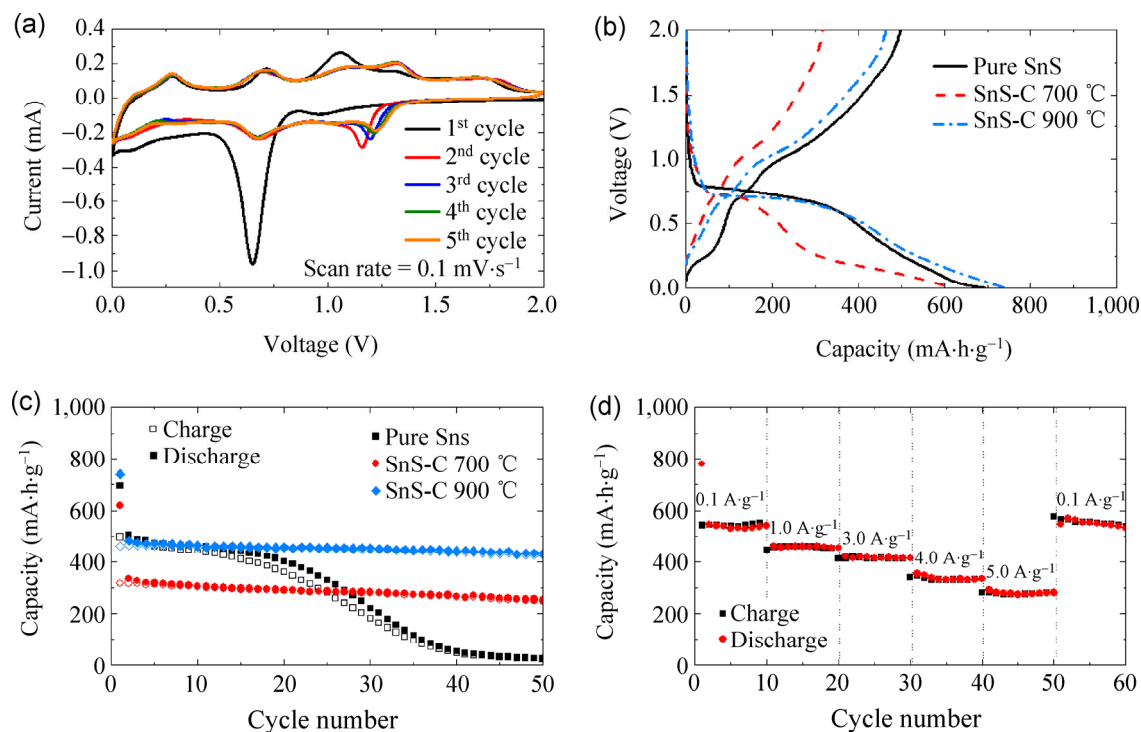 (a)
0.4
0.2
0.0
−0.2
−0.4
−0.6
−0.8
−1.0
Current (mA)
1st cycle
2nd cycle
3rd cycle
4th cycle
5th cycle
Scan rate = 0.1 mV·s−1
0.0 0.5 1.0 1.5 2.0
Voltage (V)
(b)
2.0
1.5
1.0
0.5
0.0
Voltage (V)
Pure SnS
SnS-C 700 ℃
SnS-C 900 ℃
0 200 400 600 800 1,000
Capacity (mA·h·g−1)
(c)
1,000
800
600
400
200
0
Capacity (mA·h·g−1)
Charge
Discharge
Pure Sns
SnS-C 700 ℃
SnS-C 900 ℃
0 10 20 30 40 50
Cycle number
(d)
1,000
800
600
400
200
0
Capacity (mA·h·g−1)
0.1 A·g−1
1.0 A·g−1
3.0 A·g−1
4.0 A·g−1
5.0 A·g−1
0.1 A·g−1
Charge
Discharge
0 10 20 30 40 50 60
Cycle number